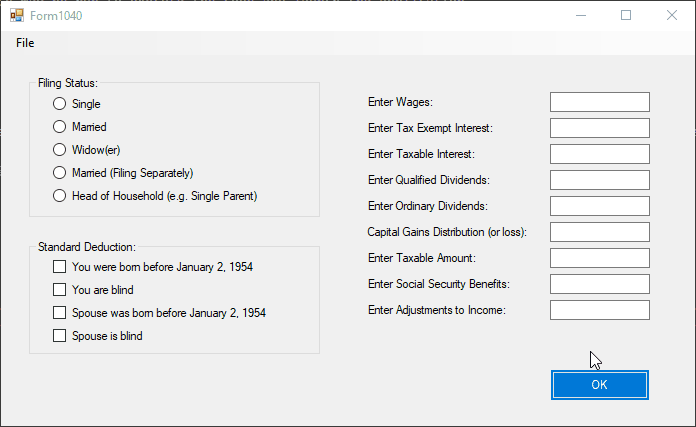 Form1040
File
Filing Status:
Single
Married
Widow(er)
Married (Filing Separately)
Head of Household (e.g. Single Parent)
Standard Deduction:
You were born before January 2, 1954
You are blind
Spouse was born before January 2, 1954
Spouse is blind
Enter Wages:
Enter Tax Exempt Interest:
Enter Taxable Interest:
Enter Qualified Dividends:
Enter Ordinary Dividends:
Capital Gains Distribution (or loss):
Enter Taxable Amount:
Enter Social Security Benefits:
Enter Adjustments to Income:
OK